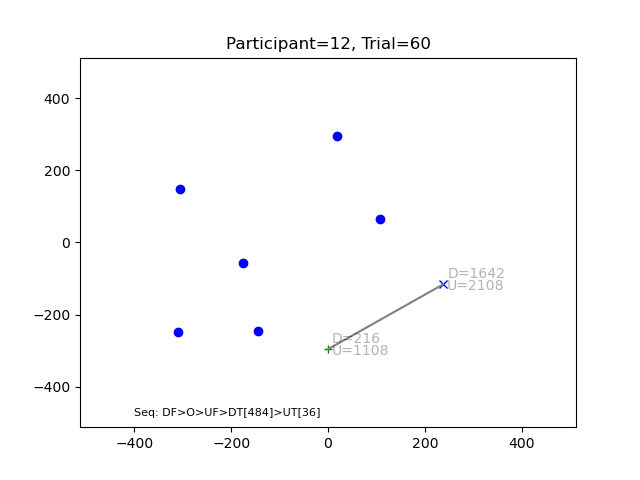 Participant=12, Trial=60
400
200
0
−200
−400
D=1642
U=2108
D=216
U=1108
Seq: DF>O>UF>DT[484]>UT[36]
−400
−200
0
200
400